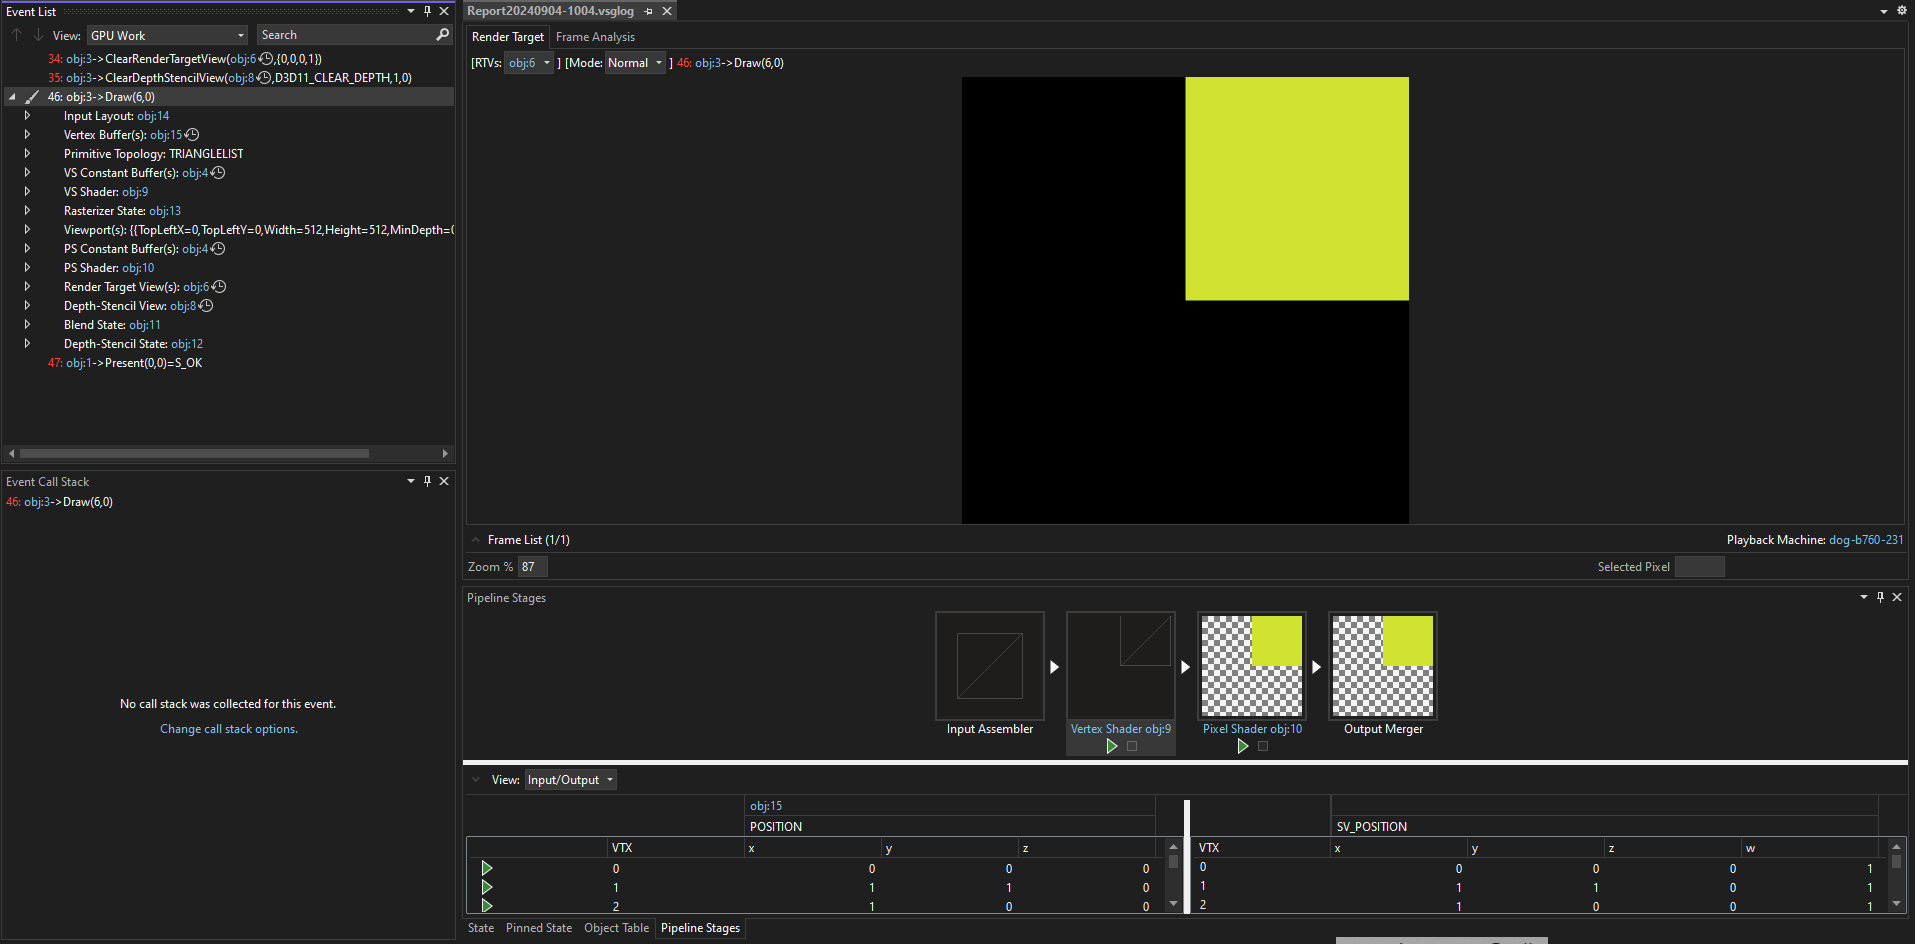 Event List
View: GPU Work Search
34: obj:3->ClearRenderTargetView(obj:6,{0,0,0,1})
35: obj:3->ClearDepthStencilView(obj:8,D3D11_CLEAR_DEPTH,1,0)
46: obj:3->Draw(6,0)
Input Layout: obj:14
Vertex Buffer(s): obj:15
Primitive Topology: TRIANGLELIST
VS Constant Buffer(s): obj:4
VS Shader: obj:9
Rasterizer State: obj:13
Viewport(s): {{TopLeftX=0,TopLeftY=0,Width=512,Height=512,MinDepth=
PS Constant Buffer(s): obj:4
PS Shader: obj:10
Render Target View(s): obj:6
Depth-Stencil View: obj:8
Blend State: obj:11
Depth-Stencil State: obj:12
47: obj:1->Present(0,0)=S_OK
Event Call Stack
46: obj:3->Draw(6,0)
No call stack was collected for this event.
Change call stack options.
Report20240904-1004.vsglog
Render Target Frame Analysis
[RTVs: obj:6 ] [Mode: Normal ] 46: obj:3->Draw(6,0)
Frame List (1/1) Playback Machine: dog-b760-231
Zoom % 87 Selected Pixel
Pipeline Stages
Input Assembler Vertex Shader obj:9 Pixel Shader obj:10 Output Merger
View: Input/Output
obj:15
POSITION SV_POSITION
VTX x y z VTX x y z w
0 0 0 0 0 0 0 0 1
1 1 1 0 1 1 1 0 1
2 1 0 0 2 1 0 0 1
State Pinned State Object Table Pipeline Stages